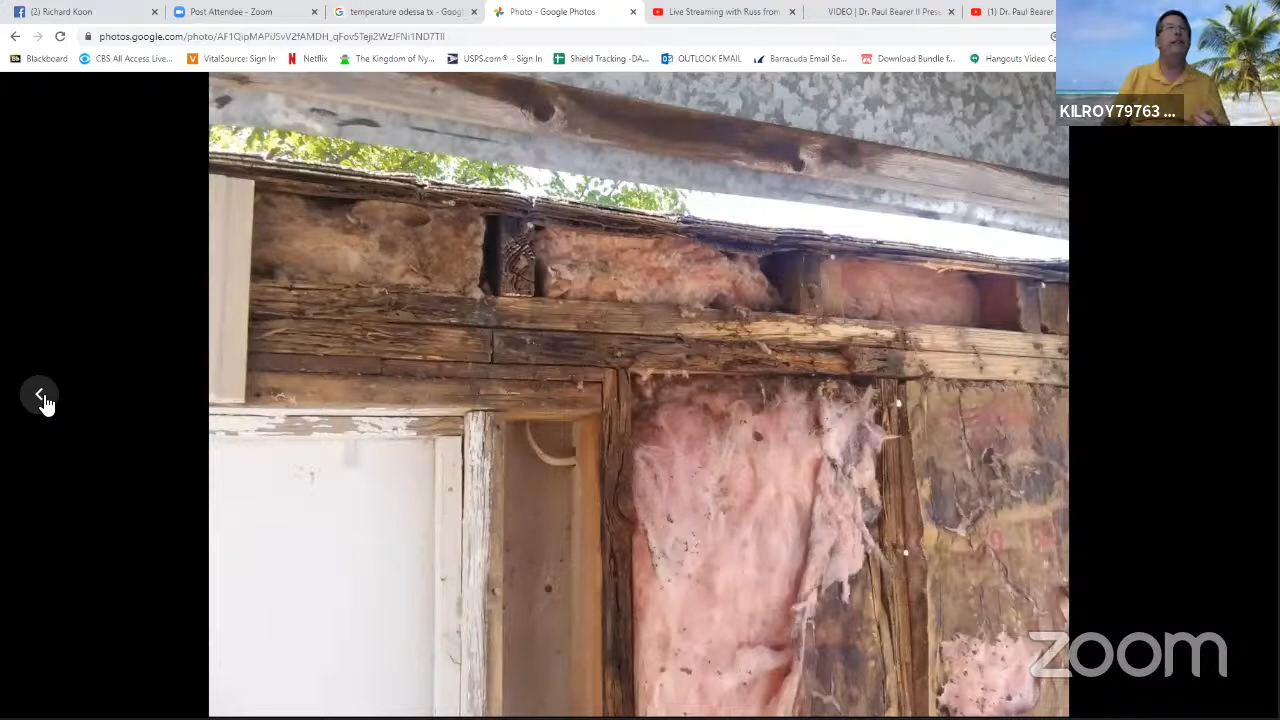 (2) Richard Koon
Post Attendee - Zoom
temperature odessa tx - Goog
Photo - Google Photos
Live Streaming with Russ from
VIDEO | Dr. Paul Bearer II Pres
(1) Dr. Paul Bearer
photos.google.com/photo/AF1QipMAPiJSvV2fAMDH_qFov5Teji2WzJFNi1ND7TlI
Blackboard
CBS All Access Live...
VitalSource: Sign In
Netflix
The Kingdom of Ny...
USPS.com® - Sign In
Shield Tracking -DA...
OUTLOOK EMAIL
Barracuda Email Se...
Download Bundle f...
Hangouts Video Ca
KILROY79763 ...
zoom